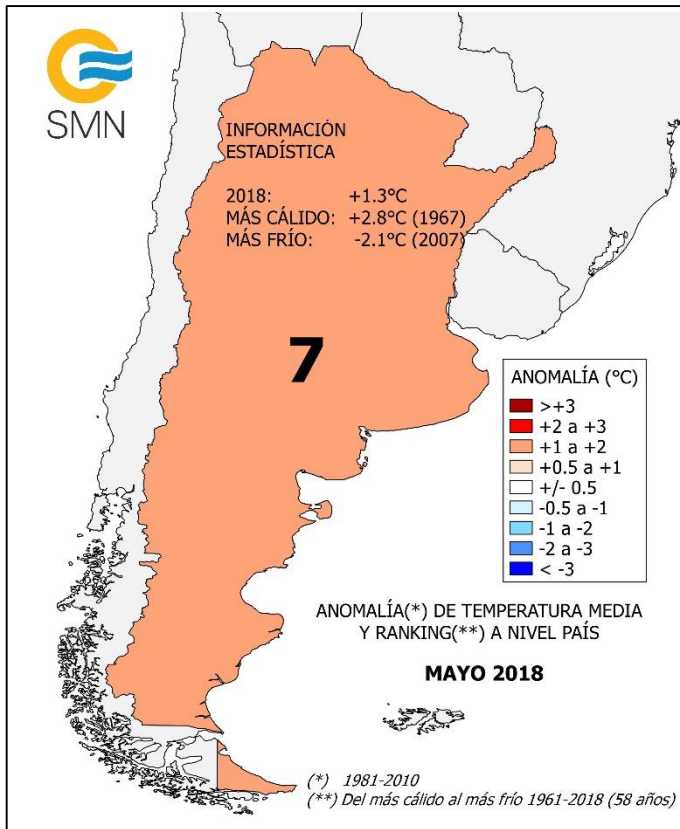 SMN
INFORMACIÓN
ESTADÍSTICA
2018: +1.3°C
MÁS CÁLIDO: +2.8°C (1967)
MÁS FRÍO: -2.1°C (2007)
7
ANOMALÍA (°C)
>+3
+2 a +3
+1 a +2
+0.5 a +1
+/- 0.5
-0.5 a -1
-1 a -2
-2 a -3
< -3
ANOMALÍA(*) DE TEMPERATURA MEDIA
Y RANKING(**) A NIVEL PAÍS
MAYO 2018
(*) 1981-2010
(**) Del más cálido al más frío 1961-2018 (58 años)